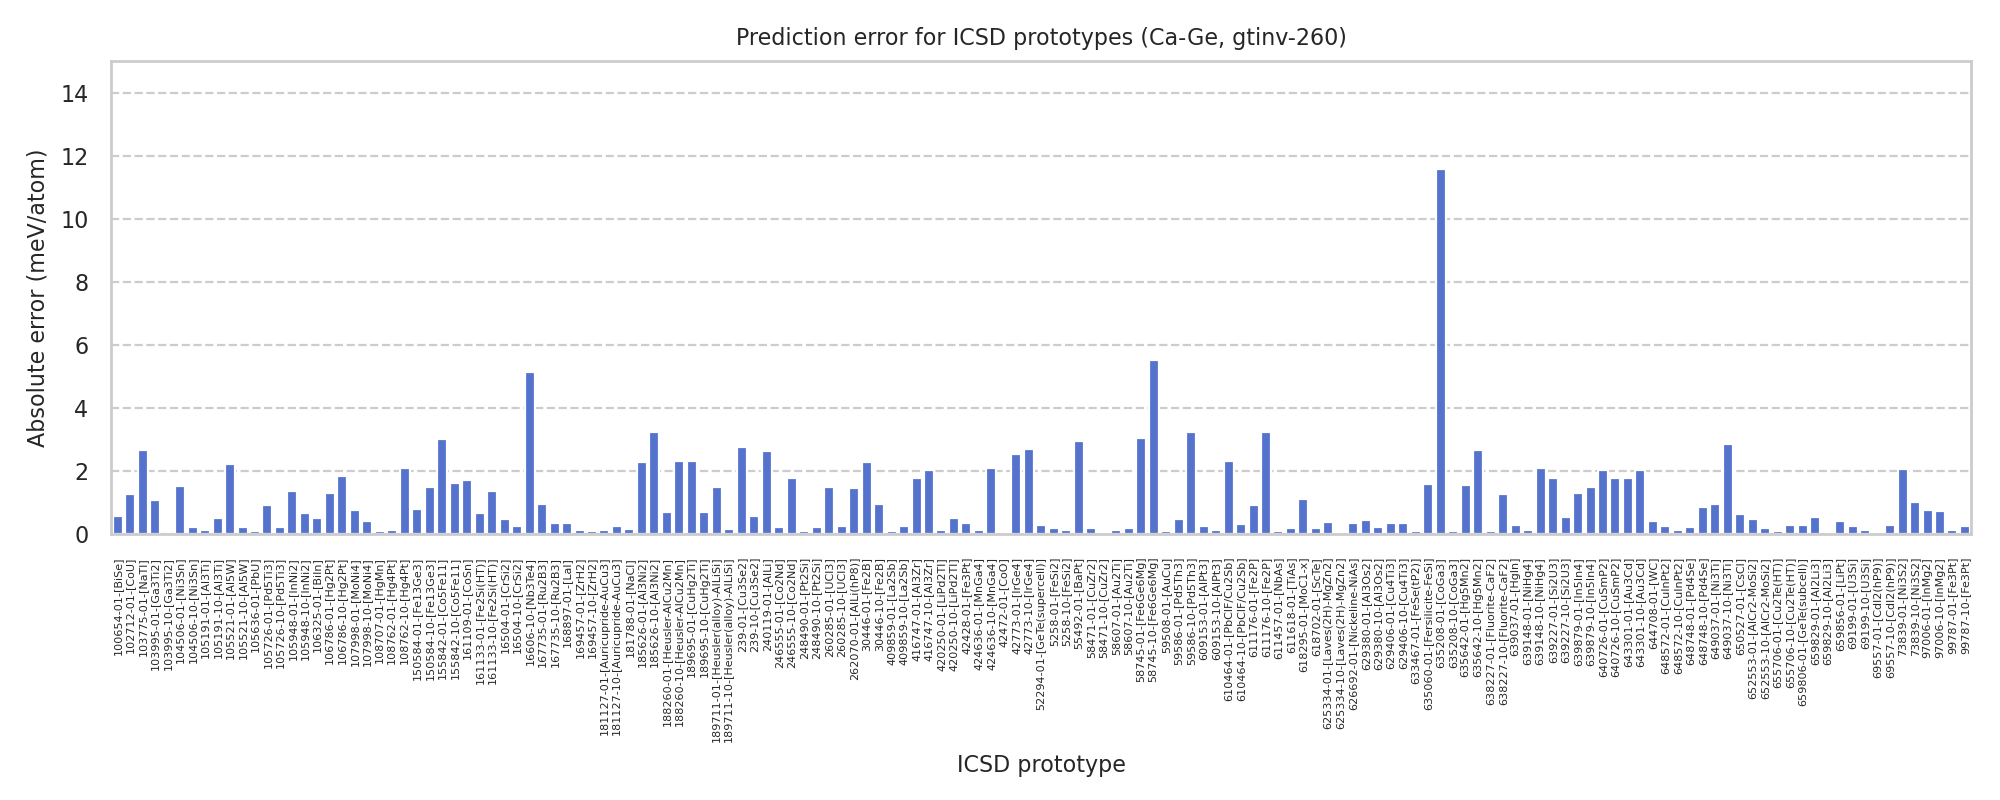 Prediction error for ICSD prototypes (Ca-Ge, gtinv-260)
Absolute error (meV/atom)
14
12
10
8
6
4
2
0
100654-01-[BiSe]
102712-01-[CoU]
103775-01-[NaTl]
103995-01-[Ga3Ti2]
103995-10-[Ga3Ti2]
104506-01-[Ni3Sn]
104506-10-[Ni3Sn]
105191-01-[Al3Ti]
105191-10-[Al3Ti]
105521-01-[Al5W]
105521-10-[Al5W]
105636-01-[PbU]
105726-01-[Pd5Ti3]
105726-10-[Pd5Ti3]
105948-01-[InNi2]
105948-10-[InNi2]
106325-01-[BiIn]
106786-01-[Hg2Pt]
106786-10-[Hg2Pt]
107998-01-[MoNi4]
107998-10-[MoNi4]
108707-01-[HgMn]
108762-01-[Hg4Pt]
108762-10-[Hg4Pt]
150584-01-[Fe13Ge3]
150584-10-[Fe13Ge3]
155842-01-[Co5Fe11]
155842-10-[Co5Fe11]
161109-01-[CoSn]
161133-01-[Fe2Si(HT)]
161133-10-[Fe2Si(HT)]
16504-01-[CrSi2]
16504-10-[CrSi2]
16606-10-[Nb3Te4]
167735-01-[Ru2B3]
167735-10-[Ru2B3]
168897-01-[LaI]
169457-01-[ZrH2]
169457-10-[ZrH2]
181127-01-[Auricupride-AuCu3]
181127-10-[Auricupride-AuCu3]
181788-01-[NaCl]
185626-01-[Al3Ni2]
185626-10-[Al3Ni2]
188260-01-[Heusler-AlCu2Mn]
188260-10-[Heusler-AlCu2Mn]
189695-01-[CuHg2Ti]
189695-10-[CuHg2Ti]
189711-01-[Heusler(alloy)-AlLiSi]
189711-10-[Heusler(alloy)-AlLiSi]
239-01-[Cu3Se2]
239-10-[Cu3Se2]
240119-01-[AlLi]
246555-01-[Co2Nd]
246555-10-[Co2Nd]
248490-01-[Pt2Si]
248490-10-[Pt2Si]
260285-01-[UCl3]
260285-10-[UCl3]
262070-01-[AlLi(hP8)]
30446-01-[Fe2B]
30446-10-[Fe2B]
409859-01-[La2Sb]
409859-10-[La2Sb]
416747-01-[Al3Zr]
416747-10-[Al3Zr]
420250-01-[LiPd2Tl]
420250-10-[LiPd2Tl]
42428-01-[Fe3Pt]
424636-01-[MnGa4]
424636-10-[MnGa4]
42472-01-[CoO]
42773-01-[IrGe4]
42773-10-[IrGe4]
52294-01-[GeTe(supercell)]
5258-01-[FeSi2]
5258-10-[FeSi2]
55492-01-[BaPt]
58471-01-[CuZr2]
58471-10-[CuZr2]
58607-01-[Au2Ti]
58607-10-[Au2Ti]
58745-01-[Fe6Ge6Mg]
58745-10-[Fe6Ge6Mg]
59508-01-[AuCu]
59586-01-[Pd5Th3]
59586-10-[Pd5Th3]
609153-01-[AlPt3]
609153-10-[AlPt3]
610464-01-[PbClF/Cu2Sb]
610464-10-[PbClF/Cu2Sb]
611176-01-[Fe2P]
611176-10-[Fe2P]
611457-01-[NbAs]
611618-01-[TiAs]
618295-01-[MoC1-x]
618702-01-[ScTe]
625334-01-[Laves(2H)-MgZn2]
625334-10-[Laves(2H)-MgZn2]
626692-01-[Nickeline-NiAs]
629380-01-[Al3Os2]
629380-10-[Al3Os2]
629406-01-[Cu4Ti3]
629406-10-[Cu4Ti3]
633467-01-[FeSe(tP2)]
635060-01-[Fersilicite-FeSi]
635208-01-[CoGa3]
635208-10-[CoGa3]
635642-01-[Hg5Mn2]
635642-10-[Hg5Mn2]
638227-01-[Fluorite-CaF2]
638227-10-[Fluorite-CaF2]
639037-01-[HgIn]
639148-01-[NiHg4]
639148-10-[NiHg4]
639227-01-[Si2U3]
639227-10-[Si2U3]
639879-01-[In5In4]
639879-10-[In5In4]
640726-01-[CuSmP2]
640726-10-[CuSmP2]
643301-01-[Au3Cd]
643301-10-[Au3Cd]
644708-01-[WC]
648572-01-[CuInPt2]
648572-10-[CuInPt2]
648748-01-[Pd4Se]
648748-10-[Pd4Se]
649037-01-[Ni3Ti]
649037-10-[Ni3Ti]
650527-01-[CsCl]
652553-01-[AlCr2-MoSi2]
652553-10-[AlCr2-MoSi2]
655706-01-[Cu2Te(HT)]
655706-10-[Cu2Te(HT)]
659806-01-[GeTe(subcell)]
659829-01-[Al2Li3]
659829-10-[Al2Li3]
659856-01-[LiPt]
69199-01-[U3Si]
69199-10-[U3Si]
69557-01-[CdI2(hP9)]
69557-10-[CdI2(hP9)]
73839-01-[Ni3S2]
73839-10-[Ni3S2]
97006-01-[InMg2]
97006-10-[InMg2]
99787-01-[Fe3Pt]
99787-10-[Fe3Pt]
ICSD prototype